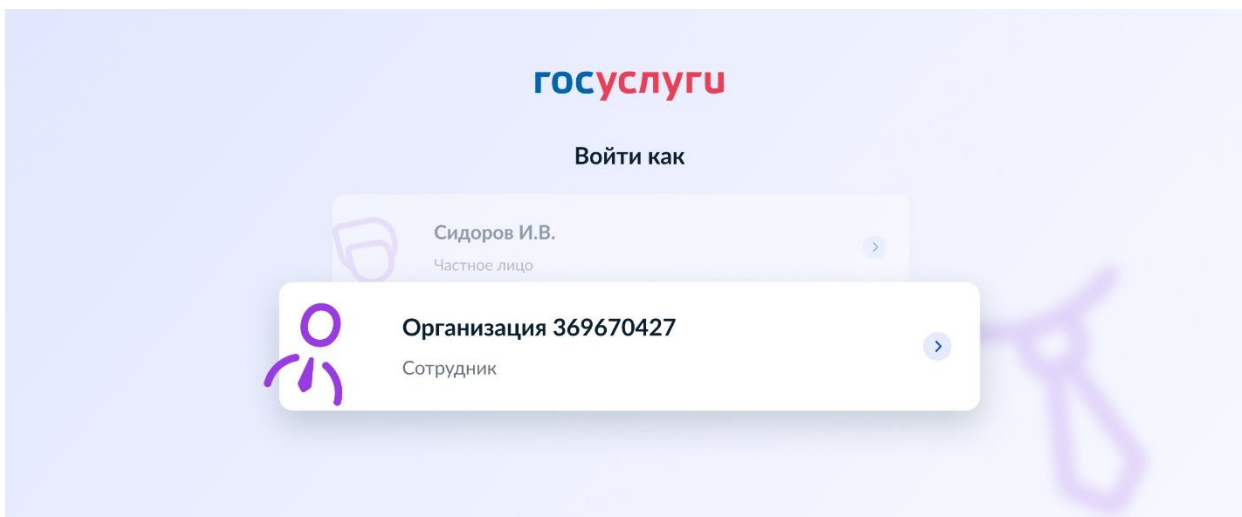 госуслуги
Войти как
Сидоров И.В.
Частное лицо
Организация 369670427
Сотрудник